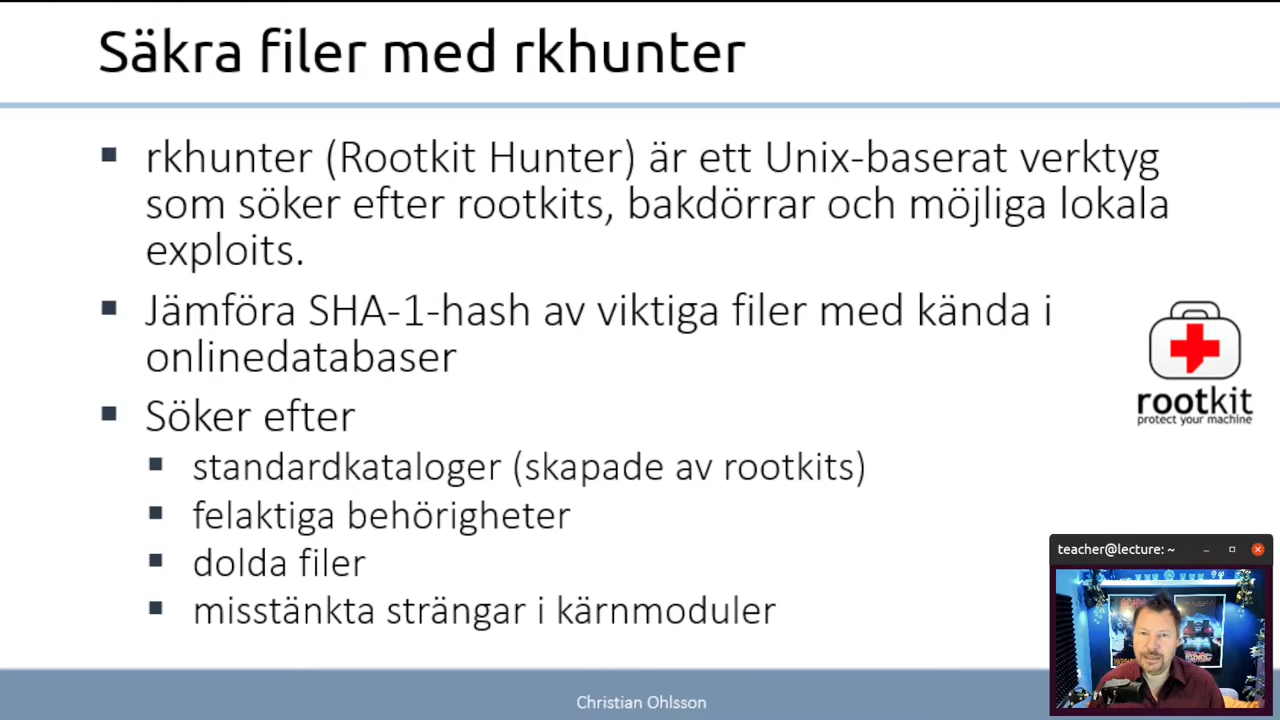 Säkra filer med rkhunter
rkhunter (Rootkit Hunter) är ett Unix-baserat verktyg
som söker efter rootkits, bakdörrar och möjliga lokala
exploits.
Jämföra SHA-1-hash av viktiga filer med kända i
onlinedatabaser
rootkit
protect your machine
Söker efter
standardkataloger (skapade av rootkits)
felaktiga behörigheter
dolda filer
misstänkta strängar i kärnmoduler
teacher@lecture: ~
Christian Ohlsson